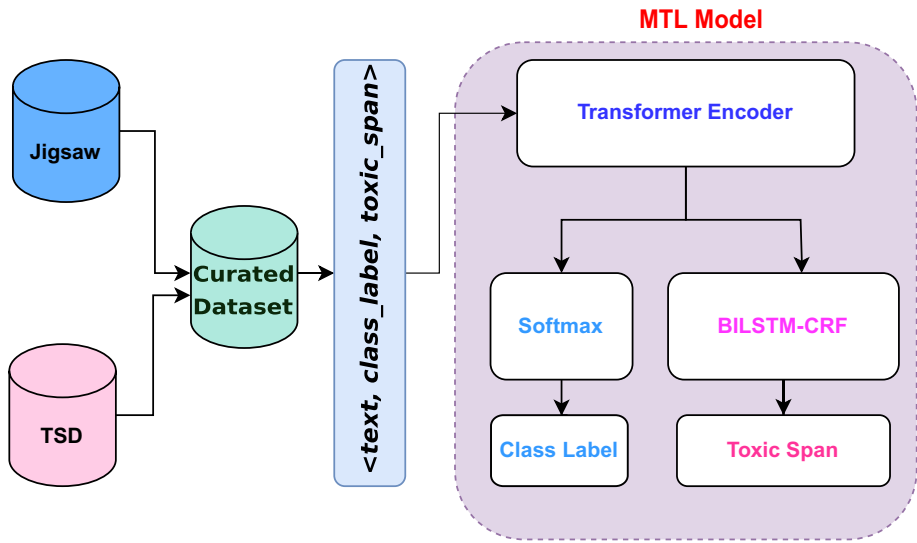 MTL Model
Jigsaw
TSD
Curated
Dataset
<text, class_label, toxic_span>
Transformer Encoder
Softmax
BILSTM-CRF
Class Label
Toxic Span